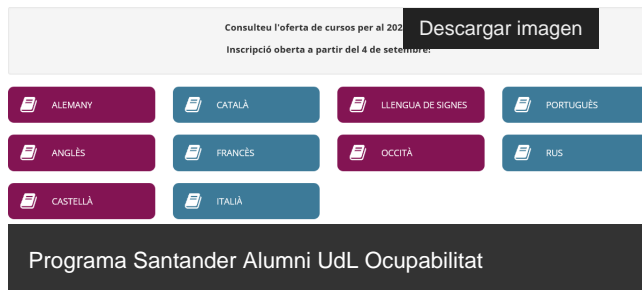 Consulteu l'oferta de cursos per al 202
Descargar imagen
Inscripció oberta a partir del 4 de setembre!
ALEMANY
CATALÀ
LLENGUA DE SIGNES
PORTUGUÈS
ANGLÈS
FRANCÈS
OCCITÀ
RUS
CASTELLÀ
ITALIÀ
Programa Santander Alumni UdL Ocupabilitat